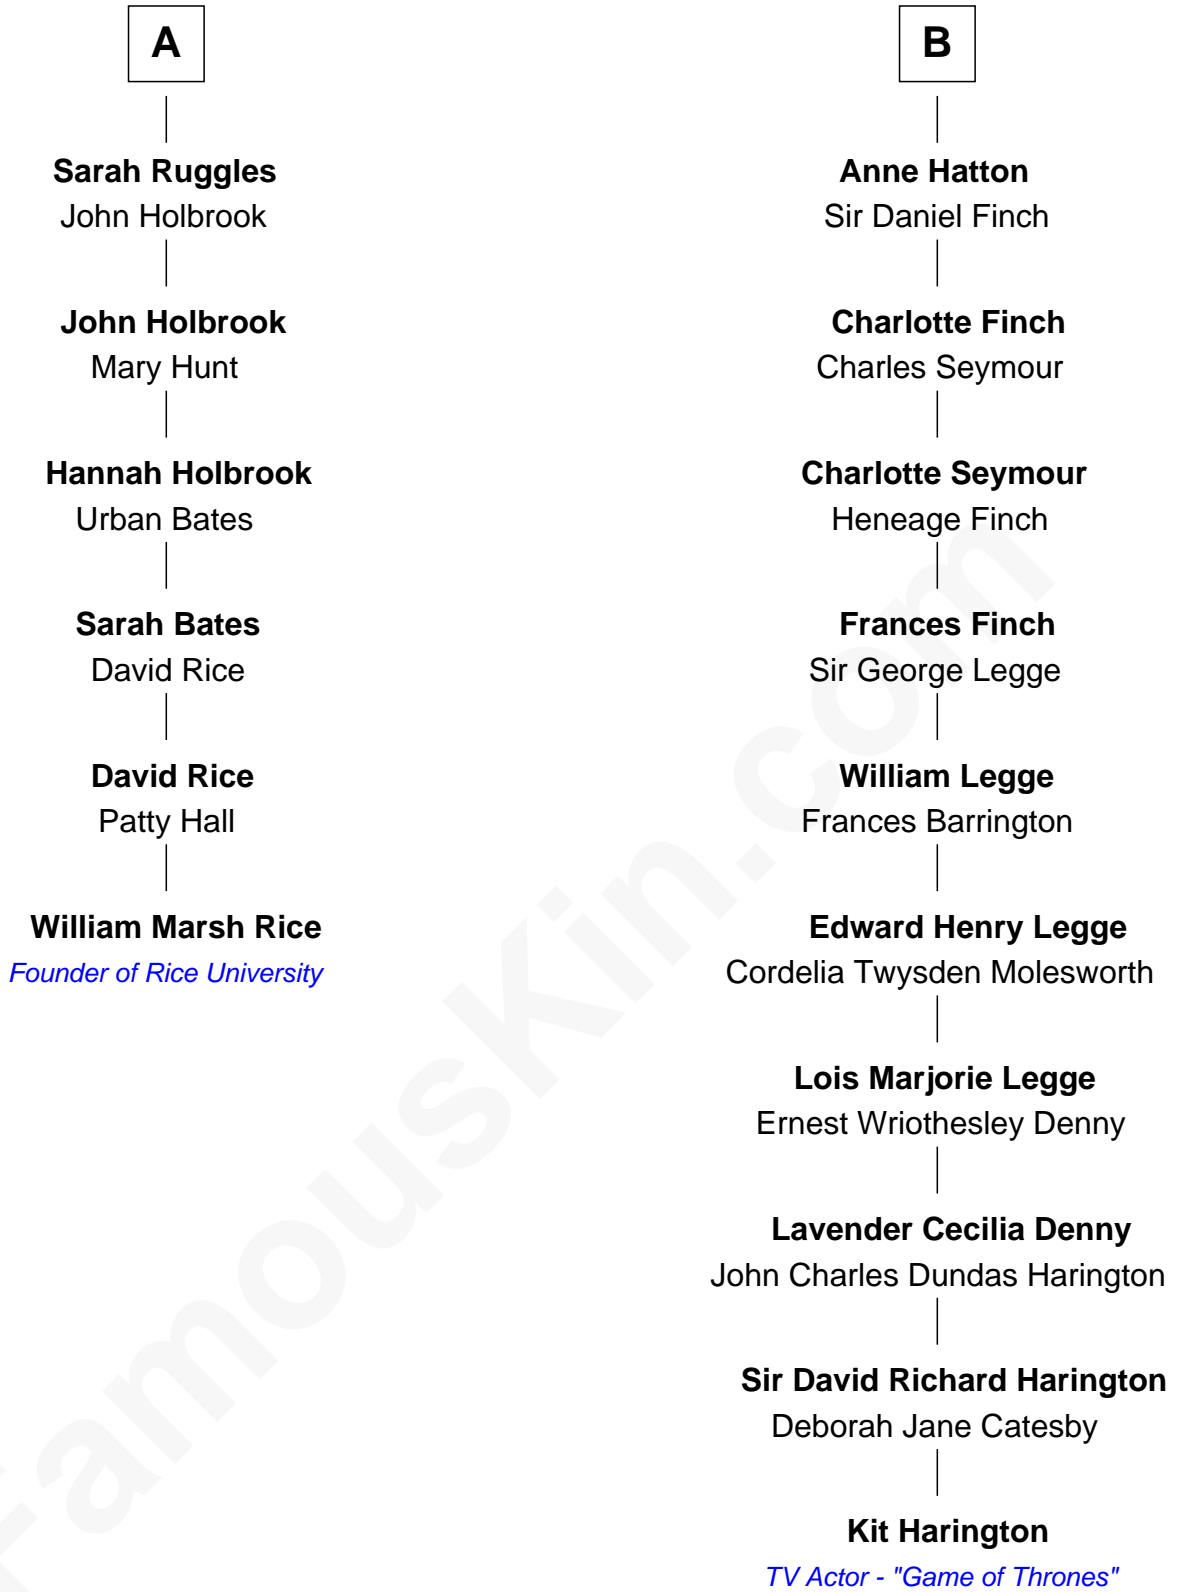 A
Sarah Ruggles
John Holbrook
John Holbrook
Mary Hunt
Hannah Holbrook
Urban Bates
Sarah Bates
David Rice
David Rice
Patty Hall
William Marsh Rice
Founder of Rice University
B
Anne Hatton
Sir Daniel Finch
Charlotte Finch
Charles Seymour
Charlotte Seymour
Heneage Finch
Frances Finch
Sir George Legge
William Legge
Frances Barrington
Edward Henry Legge
Cordelia Twysden Molesworth
Lois Marjorie Legge
Ernest Wriothesley Denny
Lavender Cecilia Denny
John Charles Dundas Harington
Sir David Richard Harington
Deborah Jane Catesby
Kit Harington
TV Actor - "Game of Thrones"
FamousKin.com